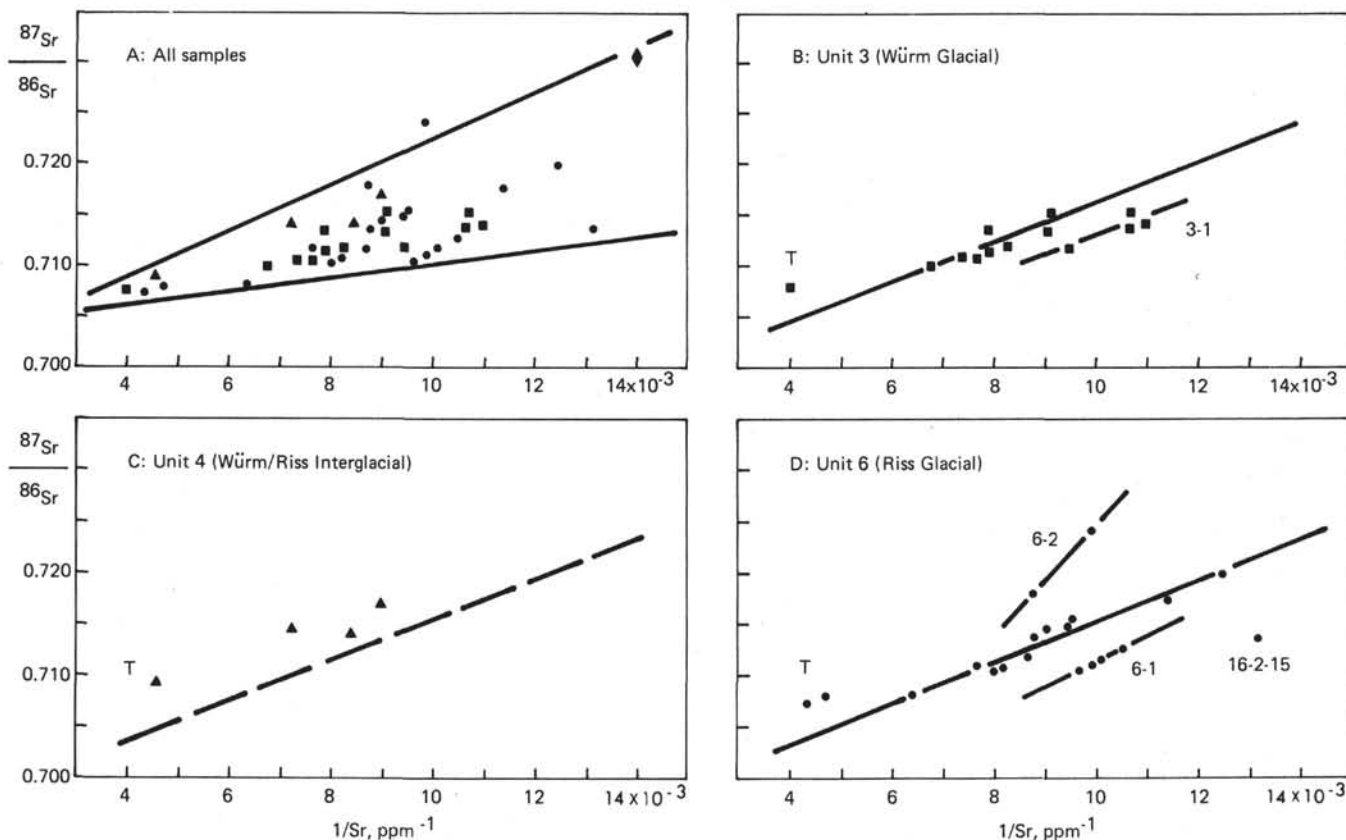 87Sr
86Sr
A: All samples
0.720
0.710
0.700
4
6
8
10
12
14x10-3
B: Unit 3 (Würm Glacial)
T
3-1
4
6
8
10
12
14x10-3
87Sr
86Sr
C: Unit 4 (Würm/Riss Interglacial)
0.720
0.710
0.700
T
4
6
8
10
12
14x10-3
1/Sr, ppm-1
D: Unit 6 (Riss Glacial)
6-2
T
6-1
16-2-15
4
6
8
10
12
14x10-3
1/Sr, ppm-1